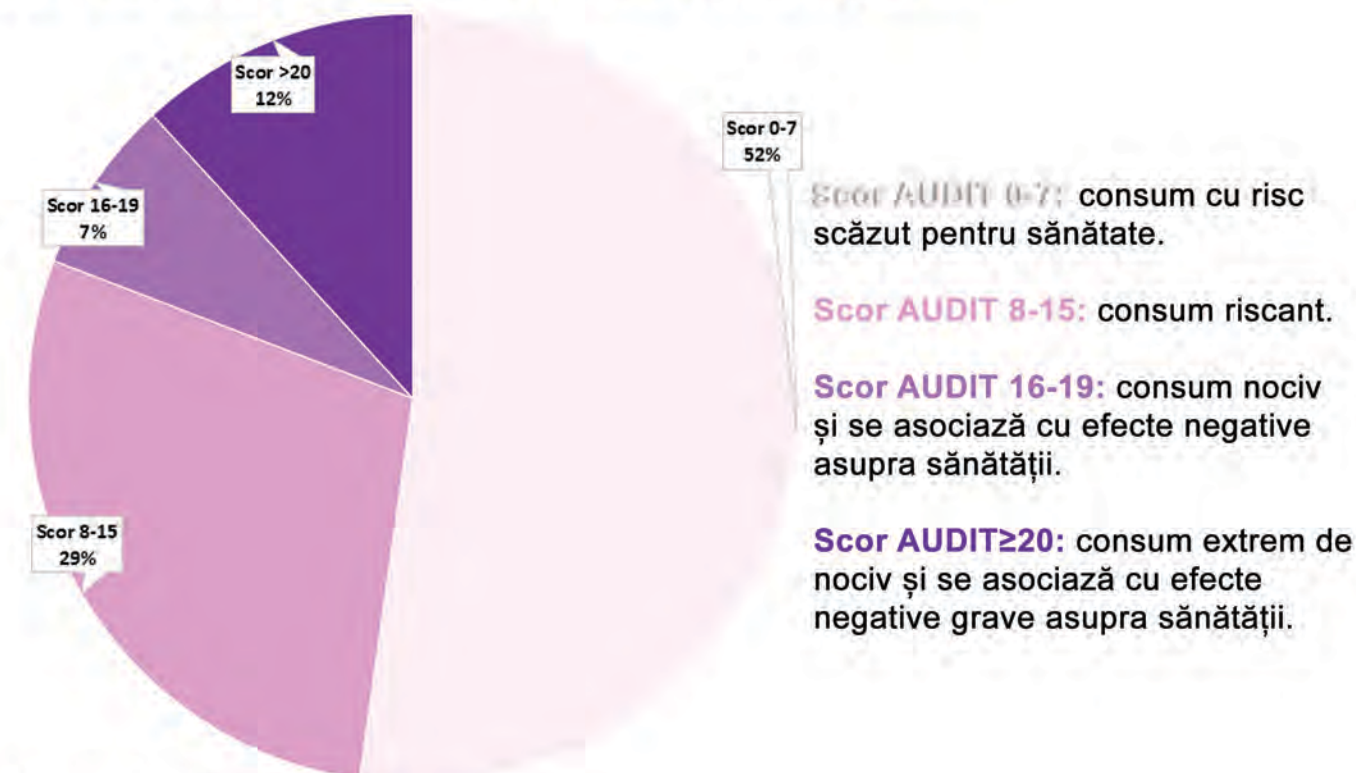 Scor >20
12%
Scor 0-7
52%
Scor 16-19
7%
Scor 8-15
29%
Scor AUDIT 0-7: consum cu risc
scăzut pentru sănătate.
Scor AUDIT 8-15: consum riscant.
Scor AUDIT 16-19: consum nociv
și se asociază cu efecte negative
asupra sănătății.
Scor AUDIT≥20: consum extrem de
nociv și se asociază cu efecte
negative grave asupra sănătății.